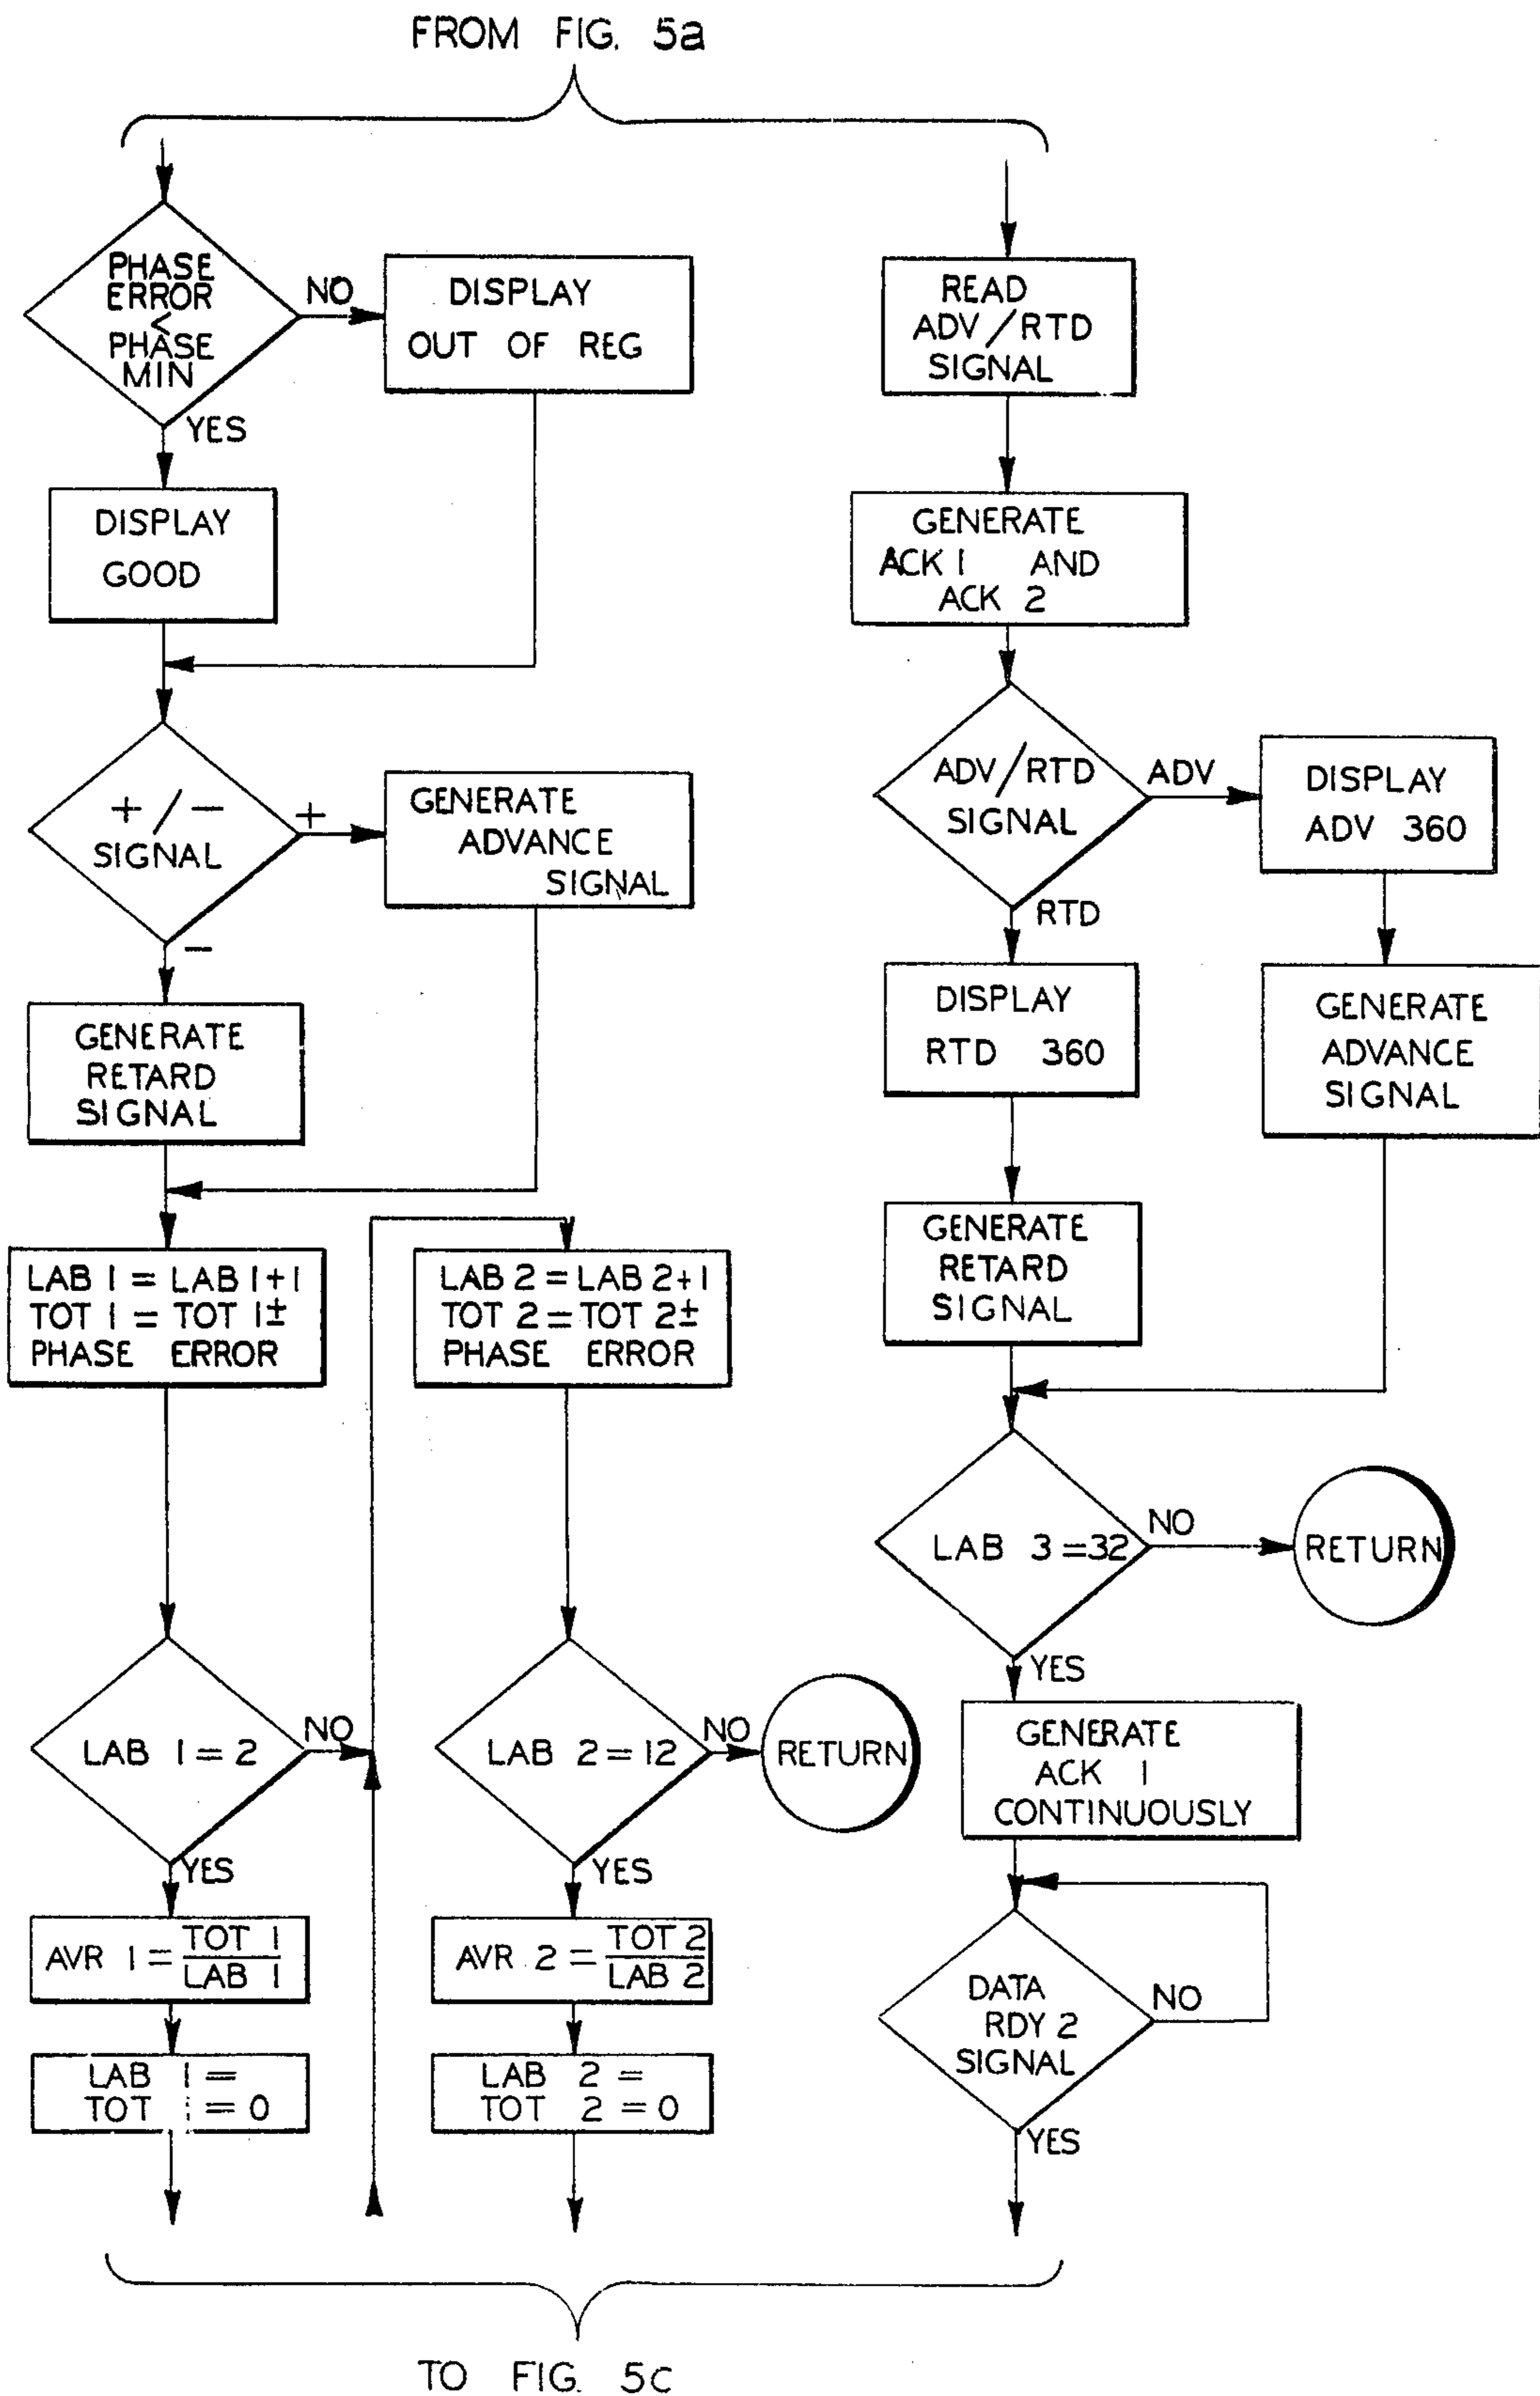 FROM FIG. 5a
PHASE
ERROR
<
PHASE
MIN
NO
YES
DISPLAY
OUT OF REG
DISPLAY
GOOD
+/−
SIGNAL
+
−
GENERATE
ADVANCE
SIGNAL
GENERATE
RETARD
SIGNAL
LAB 1 = LAB 1+1
TOT 1 = TOT 1±
PHASE ERROR
LAB 1 = 2
NO
YES
AVR 1 = TOT 1
LAB 1
LAB 1 =
TOT 1 = 0
LAB 2 = LAB 2+1
TOT 2 = TOT 2±
PHASE ERROR
LAB 2 = 12
NO
RETURN
YES
AVR 2 = TOT 2
LAB 2
LAB 2 =
TOT 2 = 0
READ
ADV/RTD
SIGNAL
GENERATE
ACK 1 AND
ACK 2
ADV/RTD
SIGNAL
ADV
RTD
DISPLAY
ADV 360
GENERATE
ADVANCE
SIGNAL
DISPLAY
RTD 360
GENERATE
RETARD
SIGNAL
LAB 3 = 32
NO
RETURN
YES
GENERATE
ACK 1
CONTINUOUSLY
DATA
RDY 2
SIGNAL
NO
YES
TO FIG. 5c